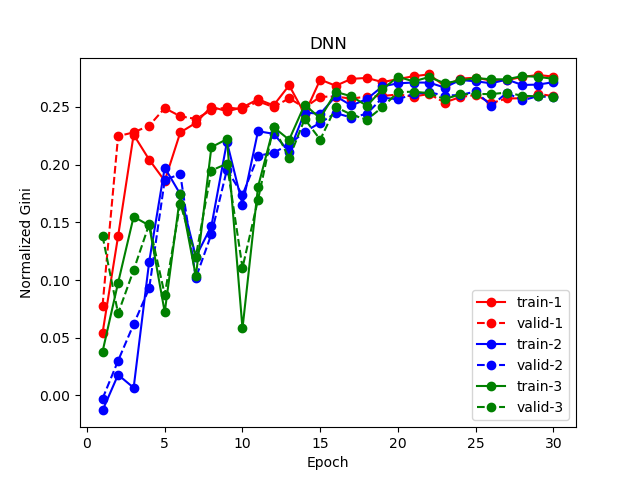 DNN
Normalized Gini
0.25
0.20
0.15
0.10
0.05
0.00
0 5 10 15 20 25 30
Epoch
train-1
valid-1
train-2
valid-2
train-3
valid-3